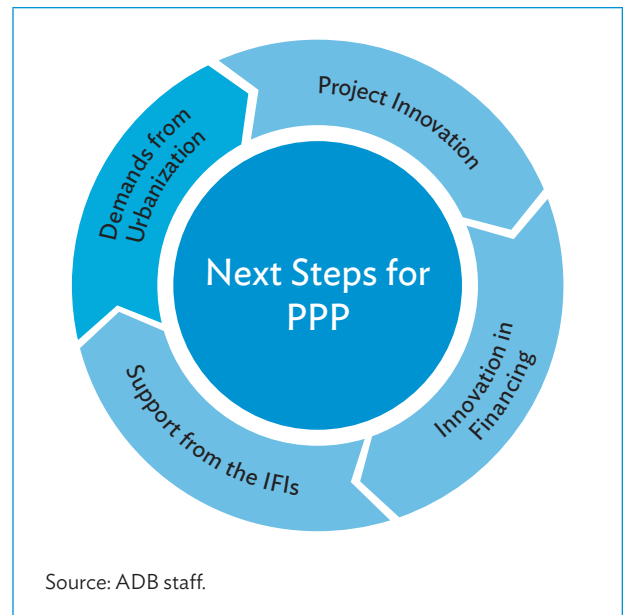 Project Innovation
Demands from
Urbanization
Next Steps for
PPP
Innovation in
Financing
Support from the IFIs
Source: ADB staff.